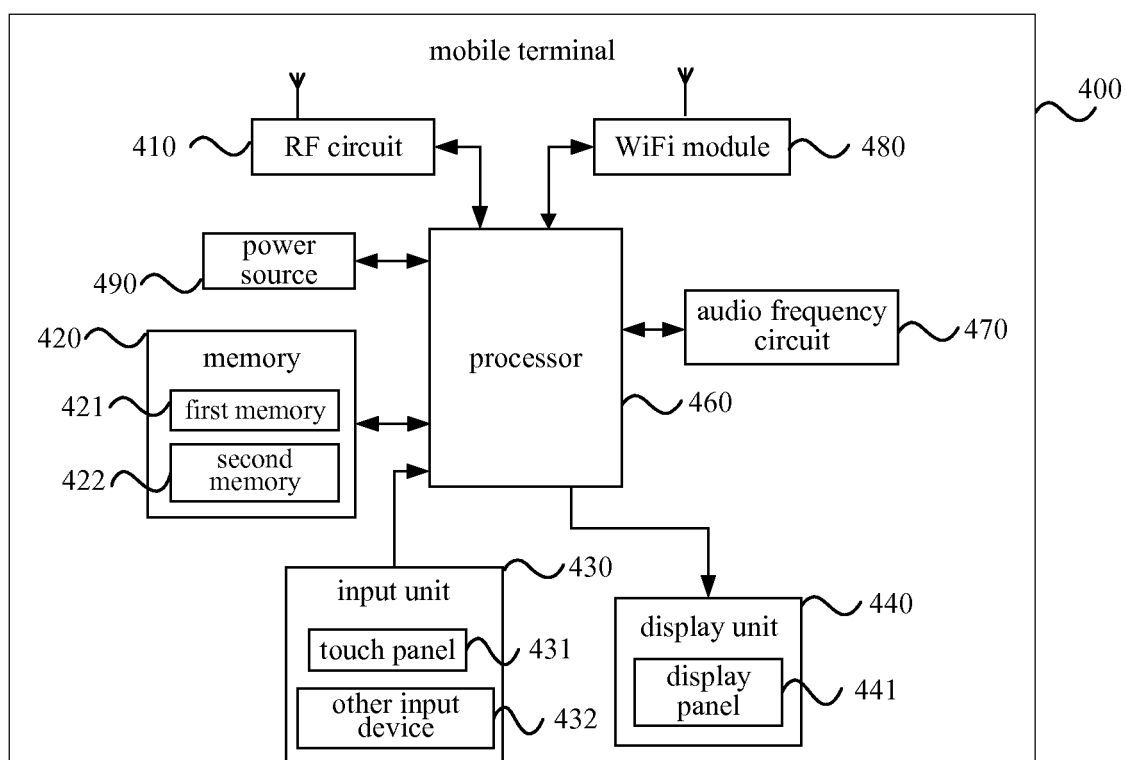 mobile terminal
400
410
RF circuit
WiFi module
480
power
source
490
audio frequency
circuit
470
420
memory
processor
421
first memory
460
422
second
memory
430
input unit
440
display unit
touch panel
431
display
panel
441
other input
device
432